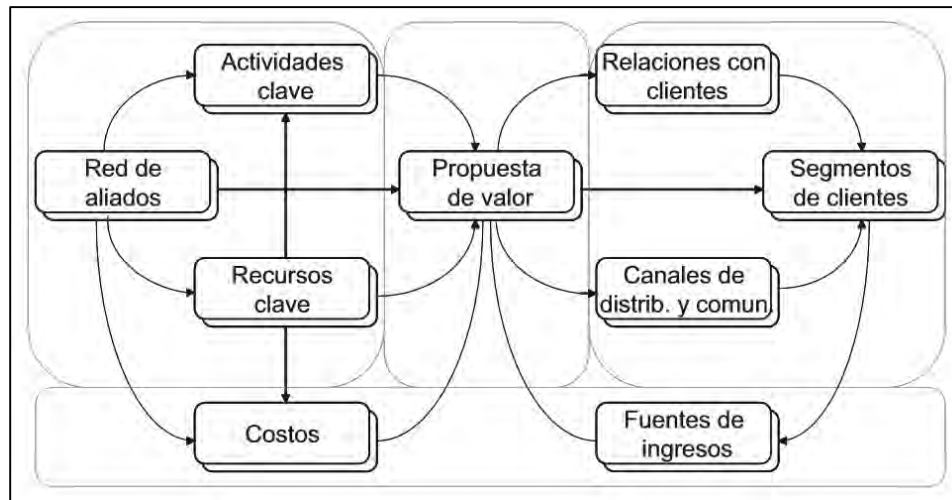 Actividades
clave
Relaciones con
clientes
Red de
aliados
Propuesta
de valor
Segmentos
de clientes
Recursos
clave
Canales de
distrib. y comun.
Costos
Fuentes de
ingresos